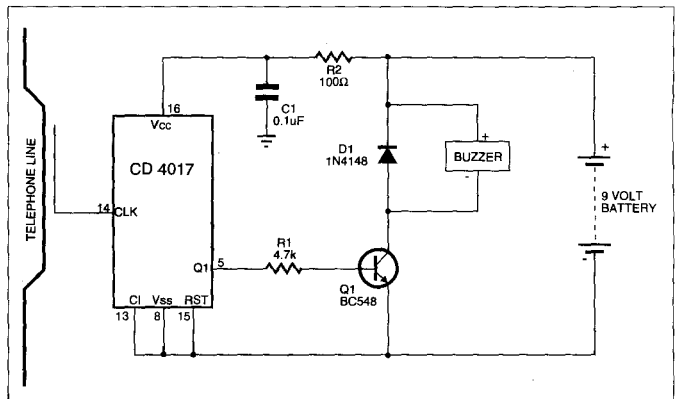 R2
100Ω
16
C1
0.1uF
Vcc
CD 4017
D1
1N4148
+
BUZZER
-
+
9 VOLT
BATTERY
-
TELEPHONE LINE
14
CLK
R1
4.7k
Q1
5
Q1
BC548
CI
Vss
RST
13
8
15